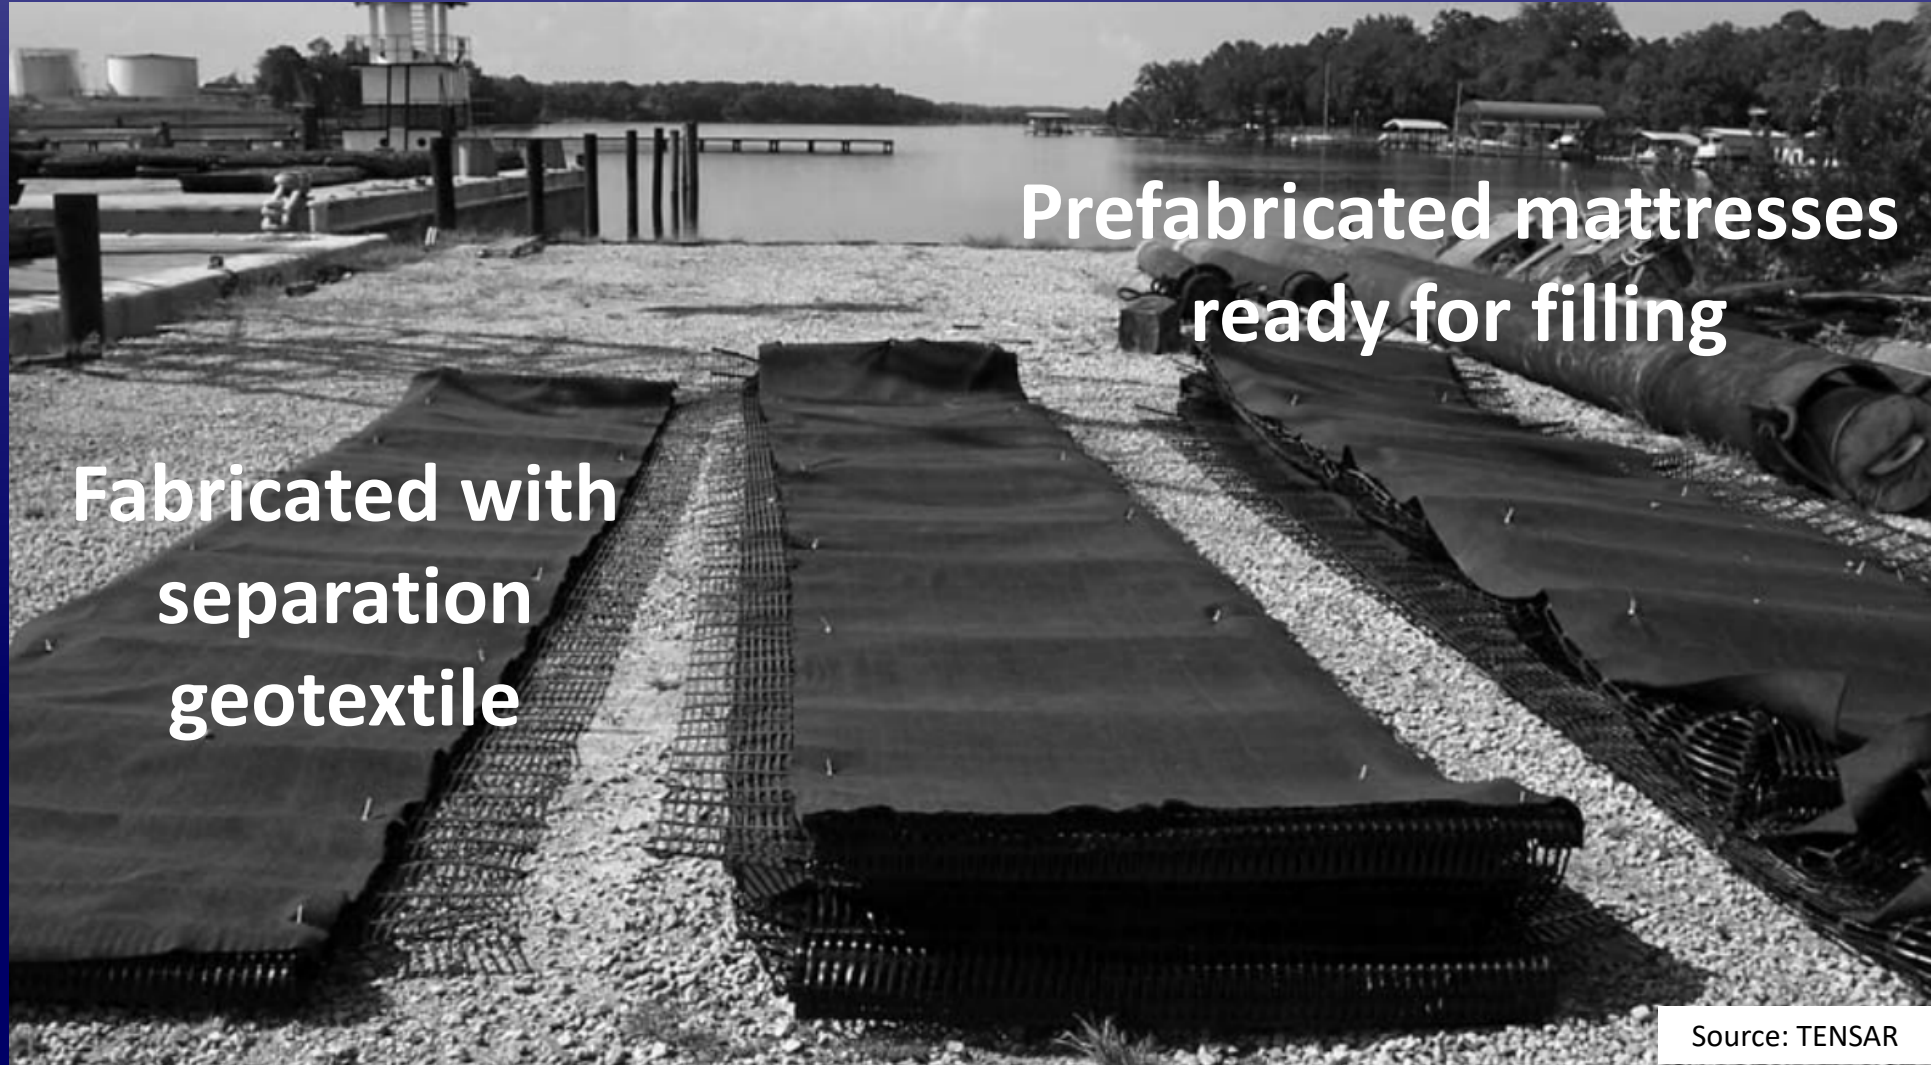 Prefabricated mattresses
ready for filling
Fabricated with
separation
geotextile
Source: TENSAR